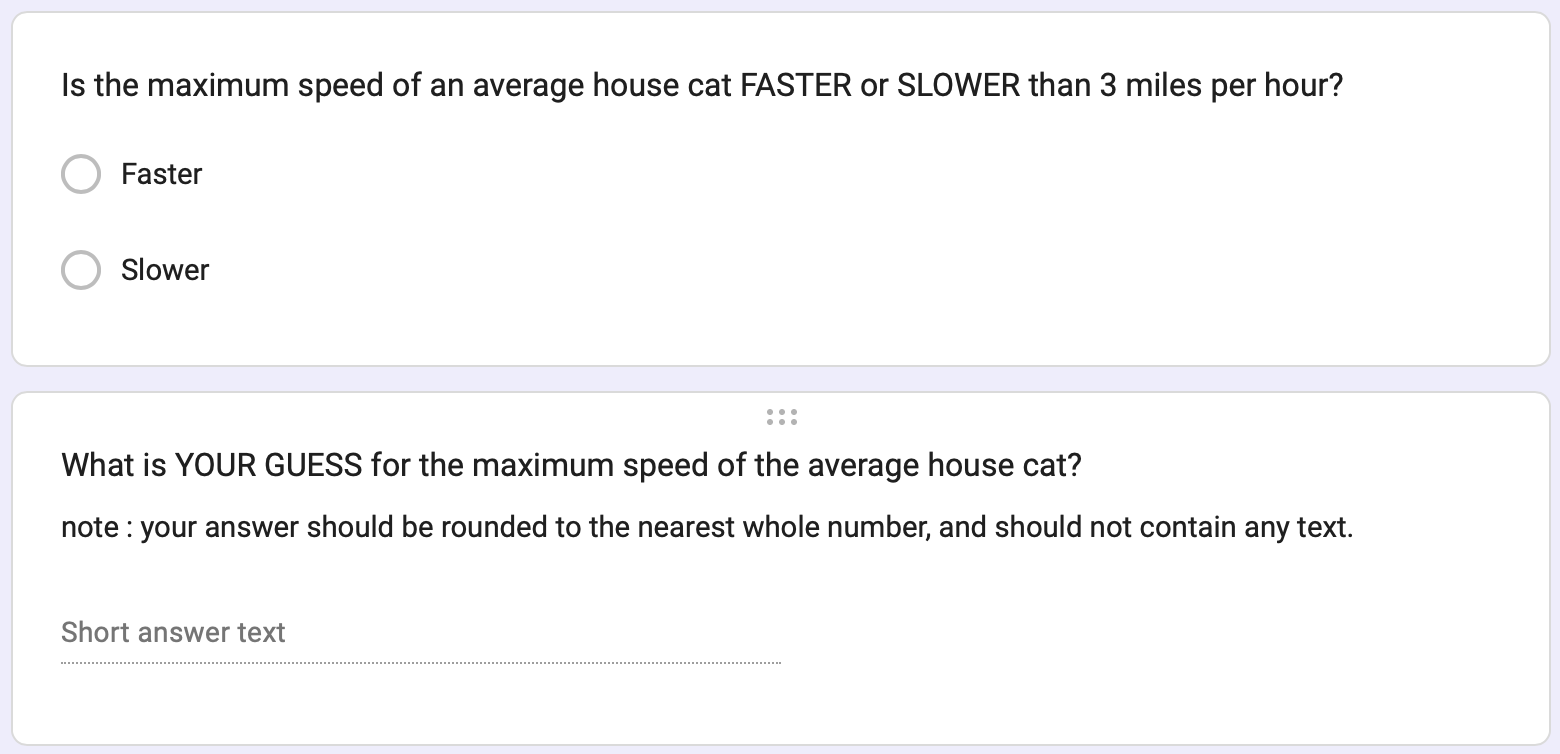 Is the maximum speed of an average house cat FASTER or SLOWER than 3 miles per hour?
Faster
Slower
What is YOUR GUESS for the maximum speed of the average house cat?
note : your answer should be rounded to the nearest whole number, and should not contain any text.
Short answer text